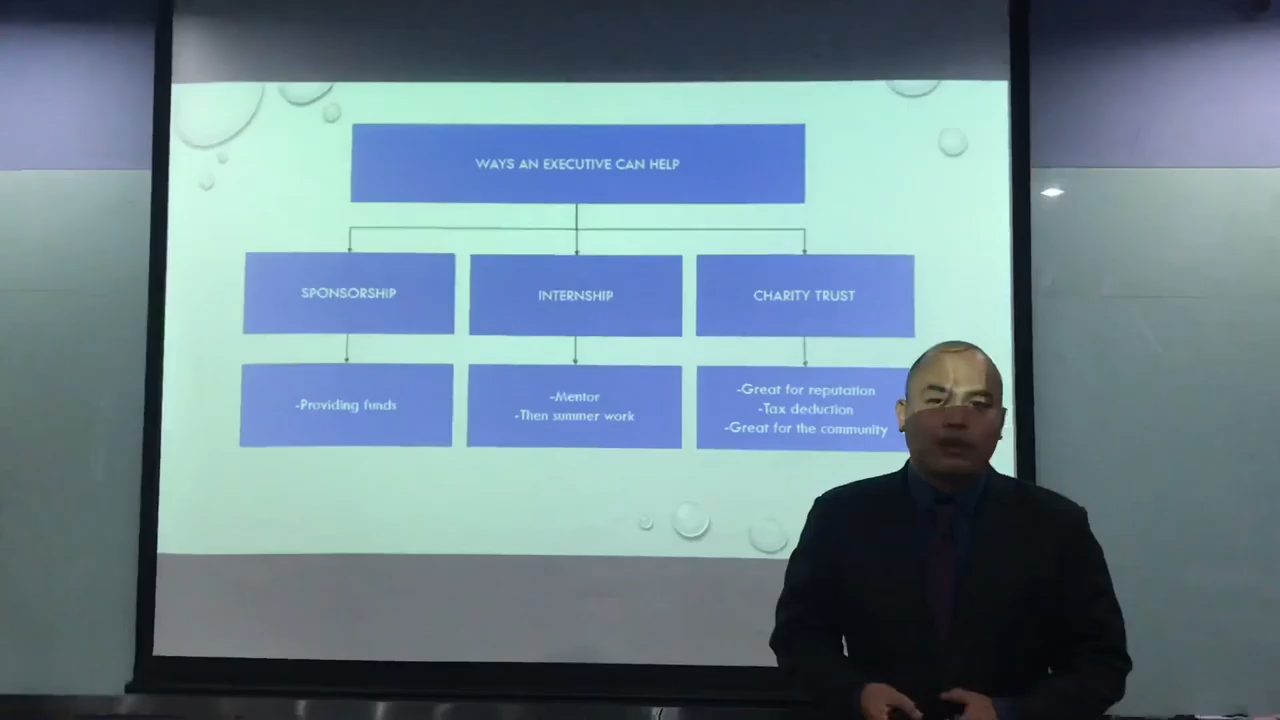 WAYS AN EXECUTIVE CAN HELP
SPONSORSHIP
INTERNSHIP
CHARITY TRUST
-Providing funds
-Mentor
-Then summer work
-Great for reputation
-Tax deduction
-Great for the community